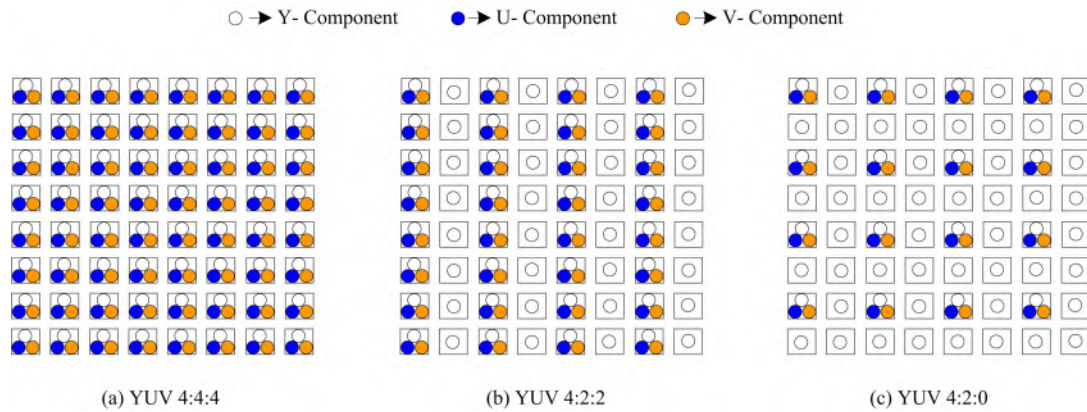 Y- Component U- Component V- Component
(a) YUV 4:4:4 (b) YUV 4:2:2 (c) YUV 4:2:0